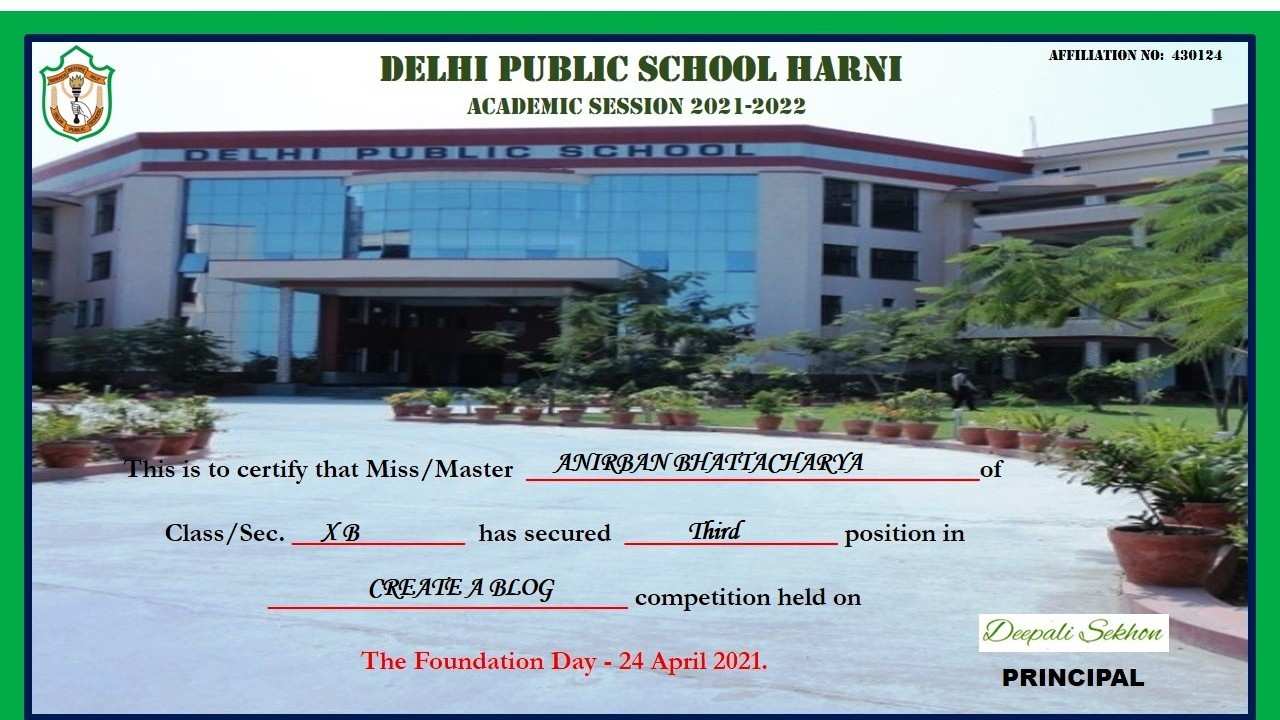 DELHI PUBLIC SCHOOL HARNI
AFFILIATION NO: 430124
ACADEMIC SESSION 2021-2022
DELHI PUBLIC SCHOOL
This is to certify that Miss/Master ANIRBAN BHATTACHARYA of
Class/Sec. X B has secured Third position in
CREATE A BLOG competition held on
The Foundation Day - 24 April 2021.
Deepali Sekhon
PRINCIPAL